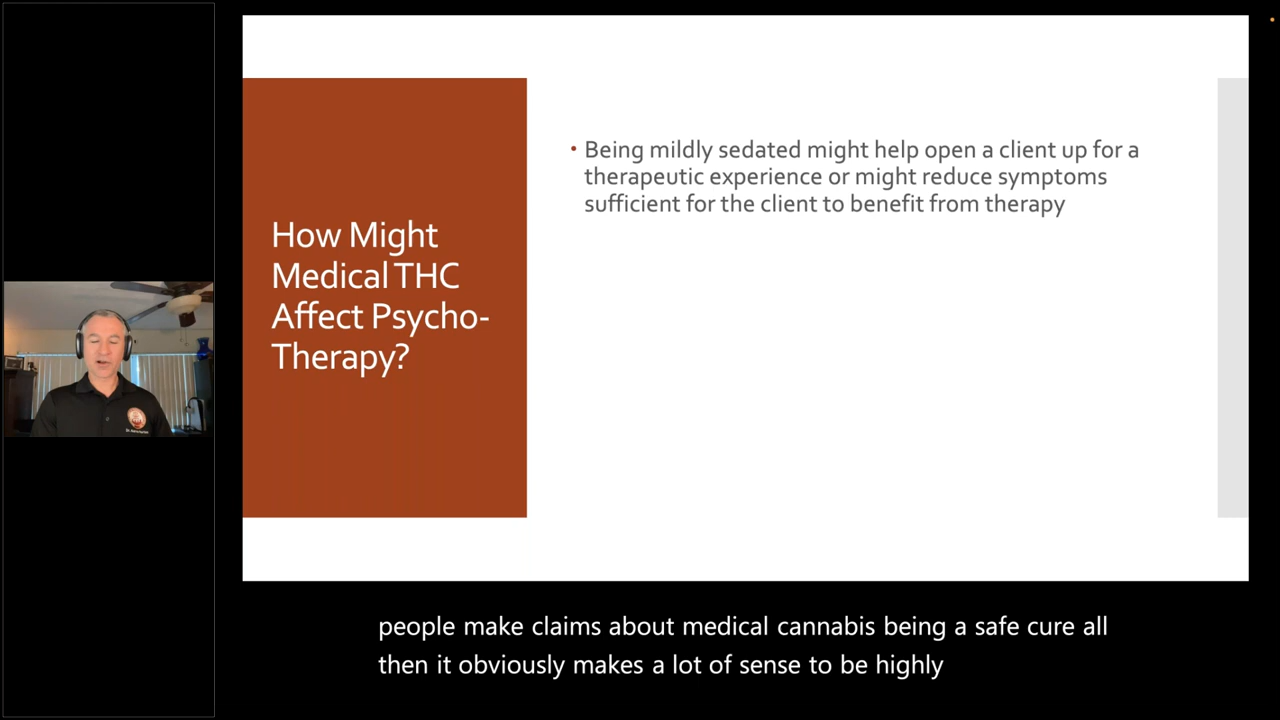 How Might
Medical THC
Affect Psycho-
Therapy?
• Being mildly sedated might help open a client up for a
therapeutic experience or might reduce symptoms
sufficient for the client to benefit from therapy
people make claims about medical cannabis being a safe cure all
then it obviously makes a lot of sense to be highly